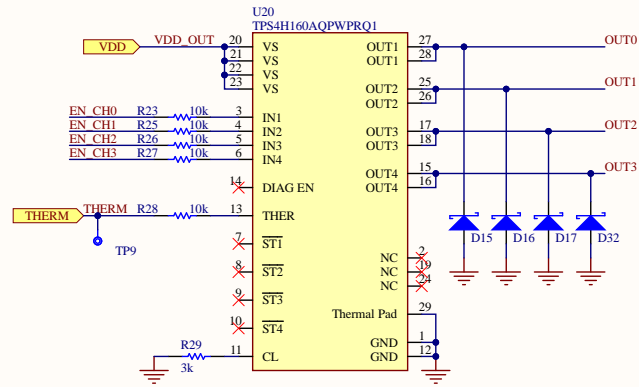 U20
TPS4H160AQPWPRQ1
VDD VDD_OUT 20 VS OUT1 27 OUT0
21 VS OUT1 28
22 VS
23 VS OUT2 25 OUT1
OUT2 26
EN_CH0 R23 10k 3 IN1
EN_CH1 R25 10k 4 IN2 OUT3 17 OUT2
EN_CH2 R26 10k 5 IN3 OUT3 18
EN_CH3 R27 10k 6 IN4
OUT4 15 OUT3
14 DIAG EN OUT4 16
THERM THERM R28 10k 13 THER
TP9
D15 D16 D17 D32
7 ST1
NC 2
8 ST2 NC 19
NC 24
9 ST3
Thermal Pad 29
10 ST4
GND 1
R29 3k 11 CL GND 12